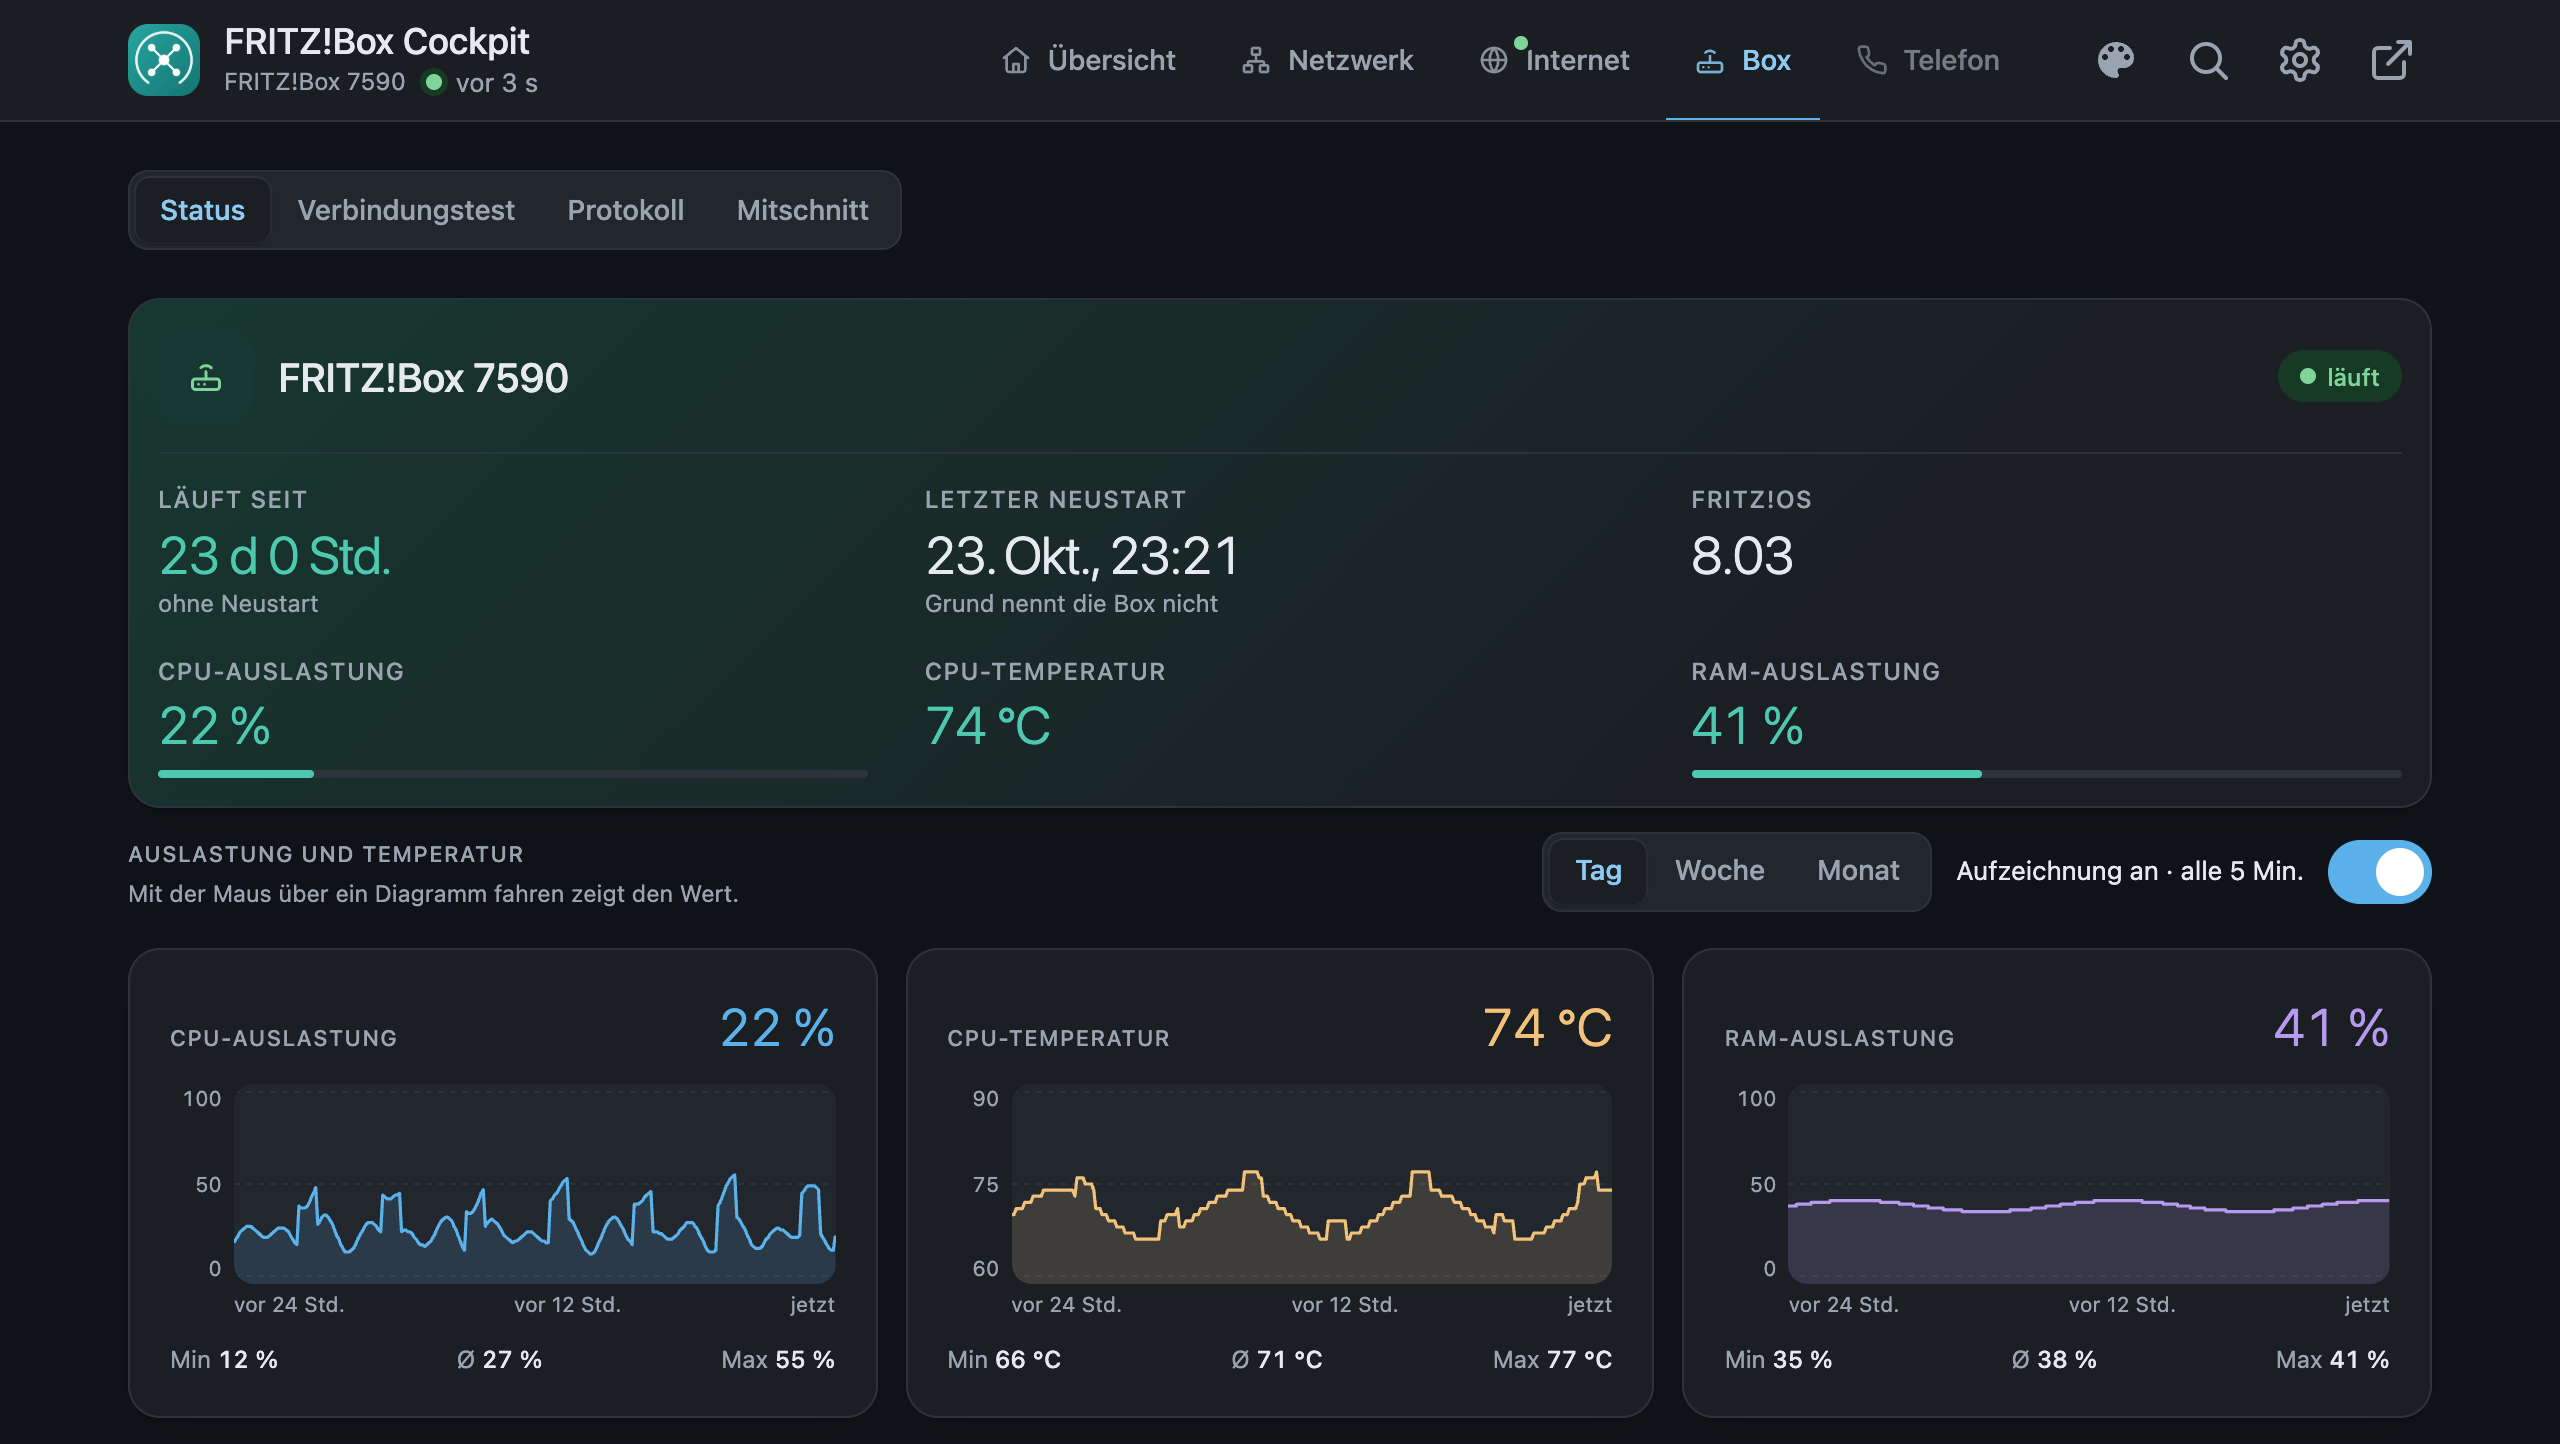 FRITZ!Box Cockpit
FRITZ!Box 7590 vor 3 s
Übersicht Netzwerk Internet Box Telefon
Status Verbindungstest Protokoll Mitschnitt
FRITZ!Box 7590
läuft
LÄUFT SEIT
23 d 0 Std.
ohne Neustart
LETZTER NEUSTART
23. Okt., 23:21
Grund nennt die Box nicht
FRITZ!OS
8.03
CPU-AUSLASTUNG
22 %
CPU-TEMPERATUR
74 °C
RAM-AUSLASTUNG
41 %
AUSLASTUNG UND TEMPERATUR
Mit der Maus über ein Diagramm fahren zeigt den Wert.
Tag Woche Monat
Aufzeichnung an · alle 5 Min.
CPU-AUSLASTUNG 22 %
100
50
0
vor 24 Std. vor 12 Std. jetzt
Min 12 % Ø 27 % Max 55 %
CPU-TEMPERATUR 74 °C
90
75
60
vor 24 Std. vor 12 Std. jetzt
Min 66 °C Ø 71 °C Max 77 °C
RAM-AUSLASTUNG 41 %
100
50
0
vor 24 Std. vor 12 Std. jetzt
Min 35 % Ø 38 % Max 41 %